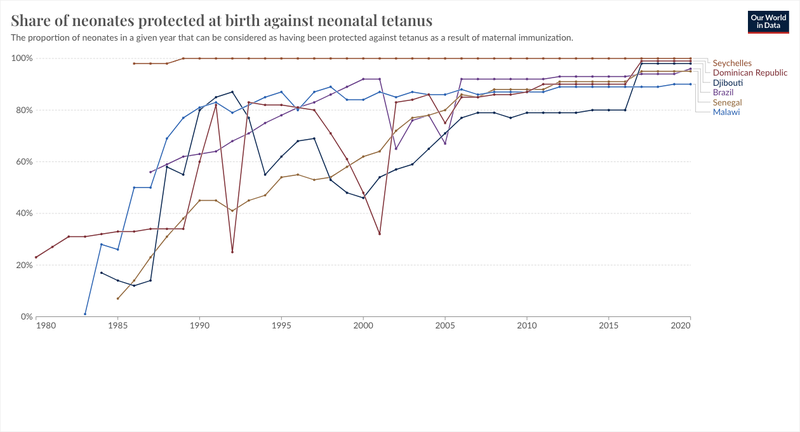 Share of neonates protected at birth against neonatal tetanus
Our World
in Data
The proportion of neonates in a given year that can be considered as having been protected against tetanus as a result of maternal immunization.
100%
80%
60%
40%
20%
0%
Seychelles
Dominican Republic
Djibouti
Brazil
Senegal
Malawi
1980
1985
1990
1995
2000
2005
2010
2015
2020